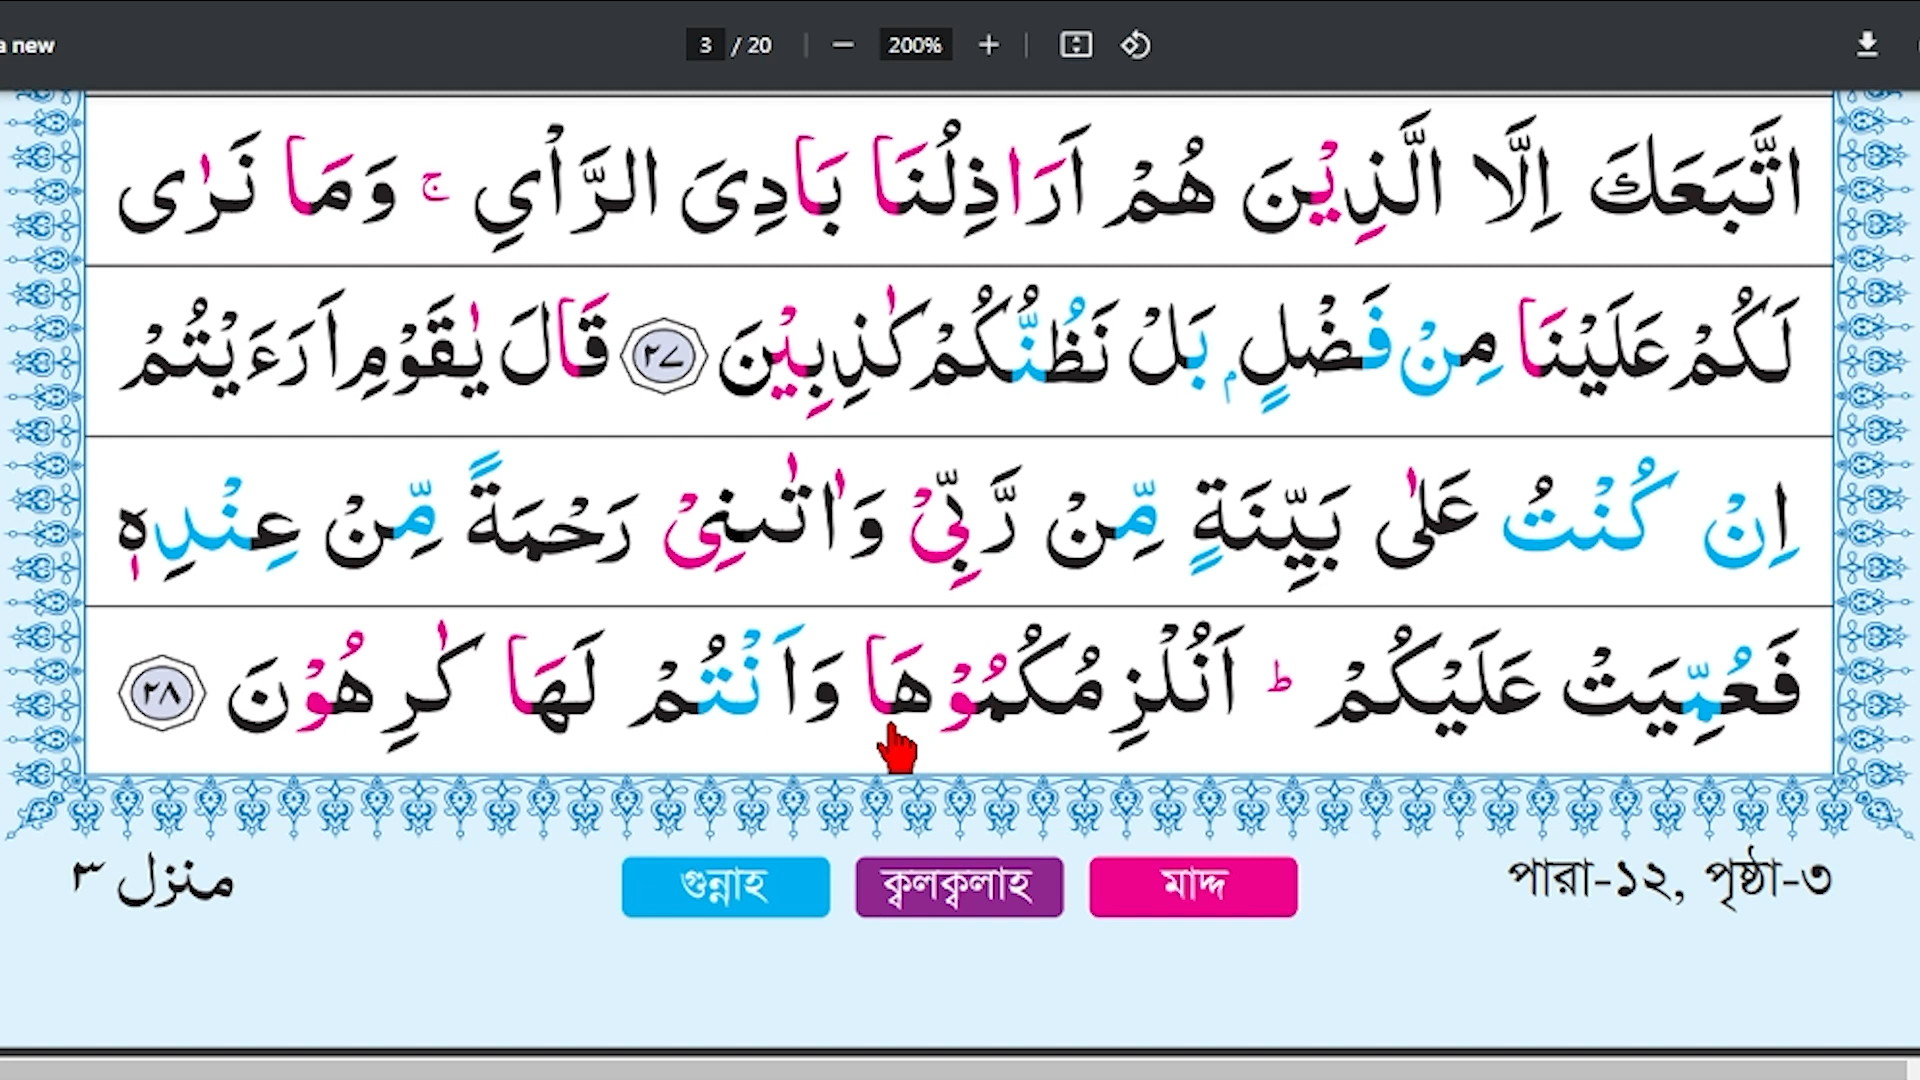 a new
3 / 20 − 200% +
اتَّبَعَكَ اِلَّا الَّذِيْنَ هُمْ اَرَاذِلُنَا بَادِىَ الرَّاْىِ ۚ وَمَا نَرٰى
لَكُمْ عَلَيْنَا مِنْ فَضْلٍۭ بَلْ نَظُنُّكُمْ كٰذِبِيْنَ ٢٧ قَالَ يٰقَوْمِ اَرَءَيْتُمْ
اِنْ كُنْتُ عَلٰى بَيِّنَةٍ مِّنْ رَّبِّىْ وَاٰتٰىنِىْ رَحْمَةً مِّنْ عِنْدِهٖ
فَعُمِّيَتْ عَلَيْكُمْ ؕ اَنُلْزِمُكُمُوْهَا وَاَنْتُمْ لَهَا كٰرِهُوْنَ ٢٨
منزل ٣ গুন্নাহ ক্বলক্বলাহ মাদ্দ পারা-১২, পৃষ্ঠা-৩